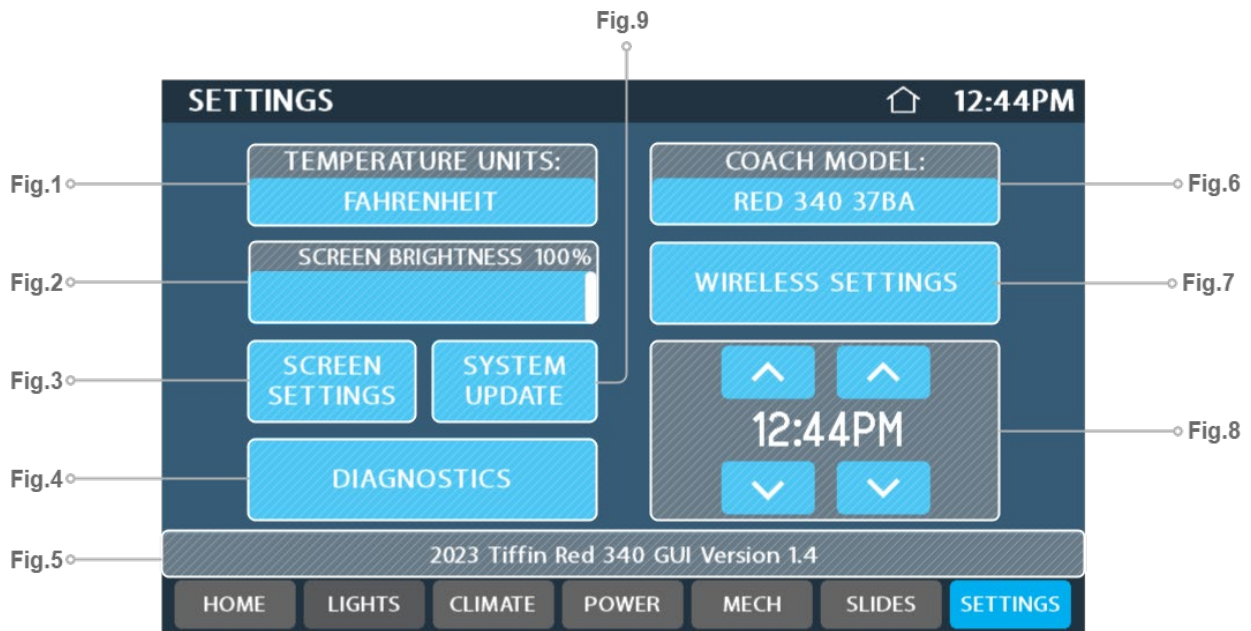 Fig.9
SETTINGS 12:44PM
Fig.1
TEMPERATURE UNITS:
FAHRENHEIT
COACH MODEL:
RED 340 37BA
Fig.6
Fig.2
SCREEN BRIGHTNESS 100%
WIRELESS SETTINGS
Fig.7
Fig.3
SCREEN
SETTINGS
SYSTEM
UPDATE
12:44PM
Fig.8
Fig.4
DIAGNOSTICS
Fig.5
2023 Tiffin Red 340 GUI Version 1.4
HOME LIGHTS CLIMATE POWER MECH SLIDES SETTINGS